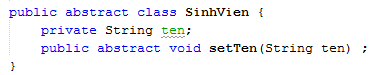 public abstract class SinhVien {
    private String ten;
    public abstract void setTen(String ten) ;
}